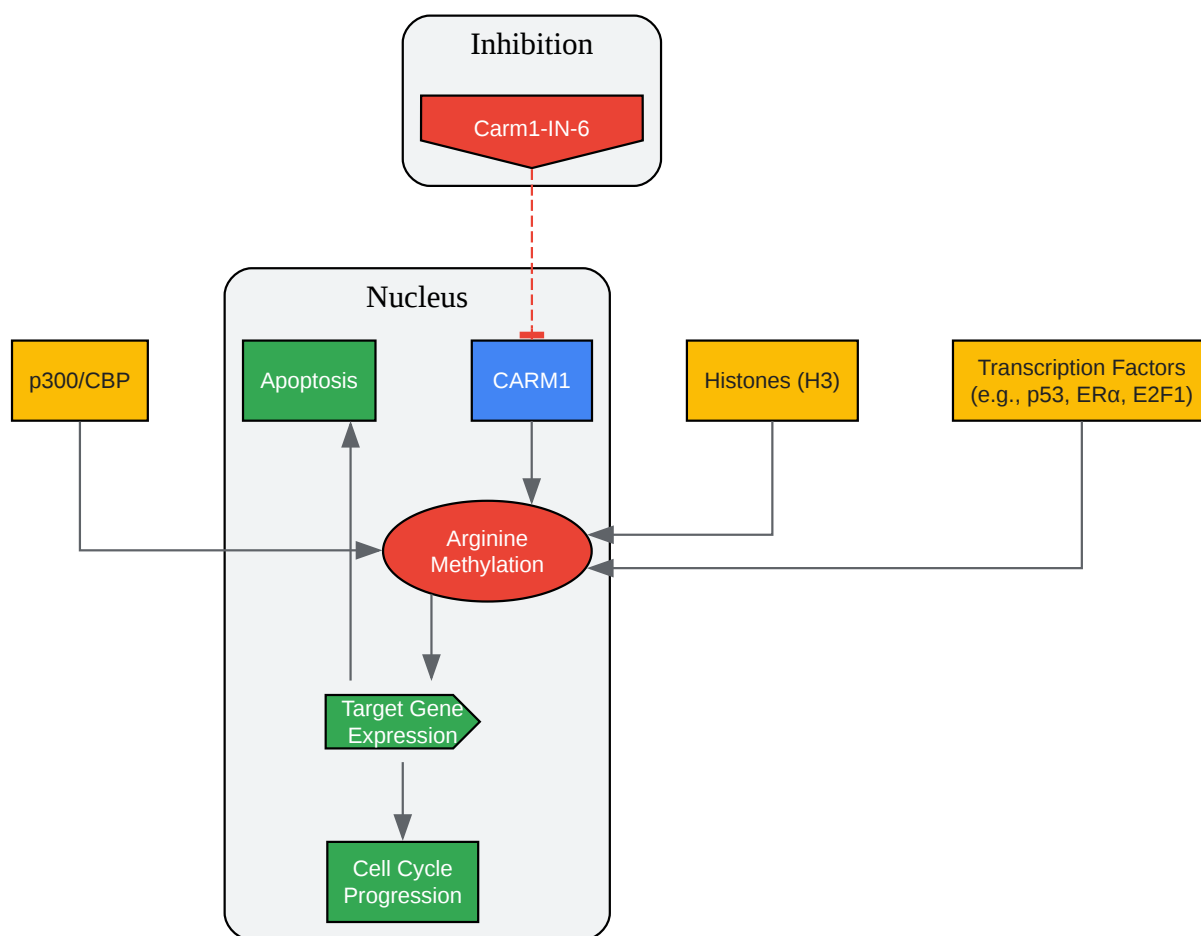 Inhibition
Carm1-IN-6
Nucleus
p300/CBP
Apoptosis
CARM1
Histones (H3)
Transcription Factors
(e.g., p53, ERα, E2F1)
Arginine
Methylation
Target Gene
Expression
Cell Cycle
Progression